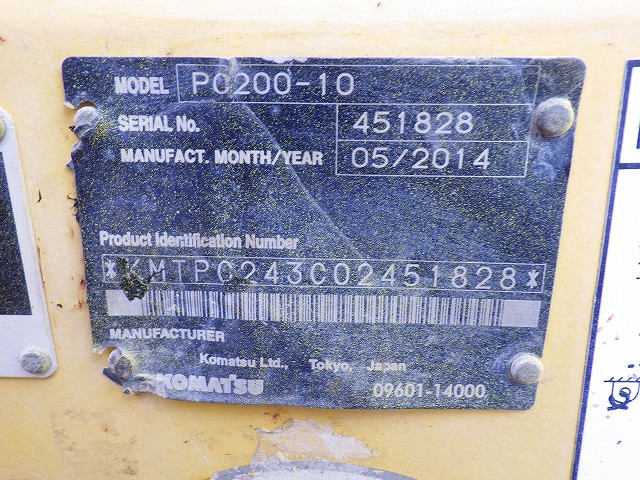 MODEL PC200-10
SERIAL No. 451828
MANUFACT. MONTH/YEAR 05/2014
Product Identification Number
*KMTPC243C02451828*
MANUFACTURER
Komatsu Ltd., Tokyo, Japan
KOMATSU 09601-14000